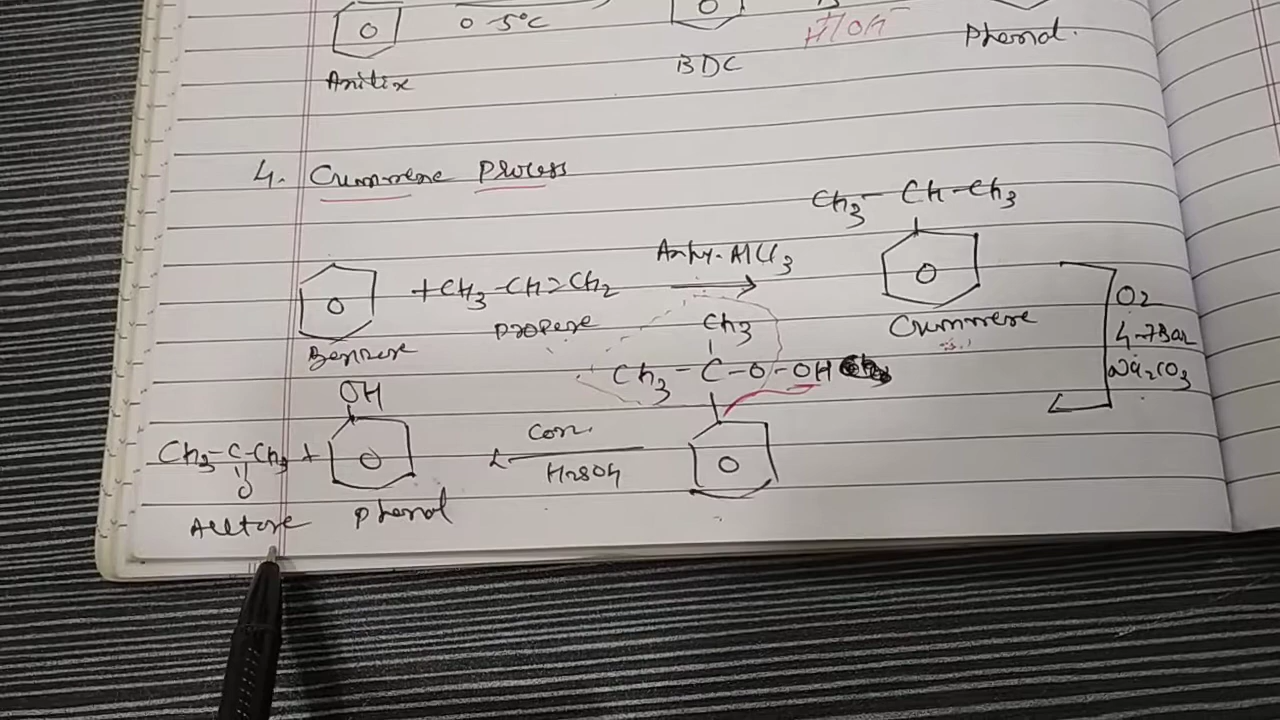 0-5°C
H⁺/OH⁻
Phenol.
Aniline
BDC
4. Cummene Process
CH₃-CH-CH₃
+CH₃-CH=CH₂ Anhy. AlCl₃
Benzene propene Cummene
O₂
4-7 Bar
Na₂CO₃
CH₃
CH₃-C-O-OH
OH
CH₃-C-CH₃ +
O
Con.
H₂SO₄
Acetone phenol